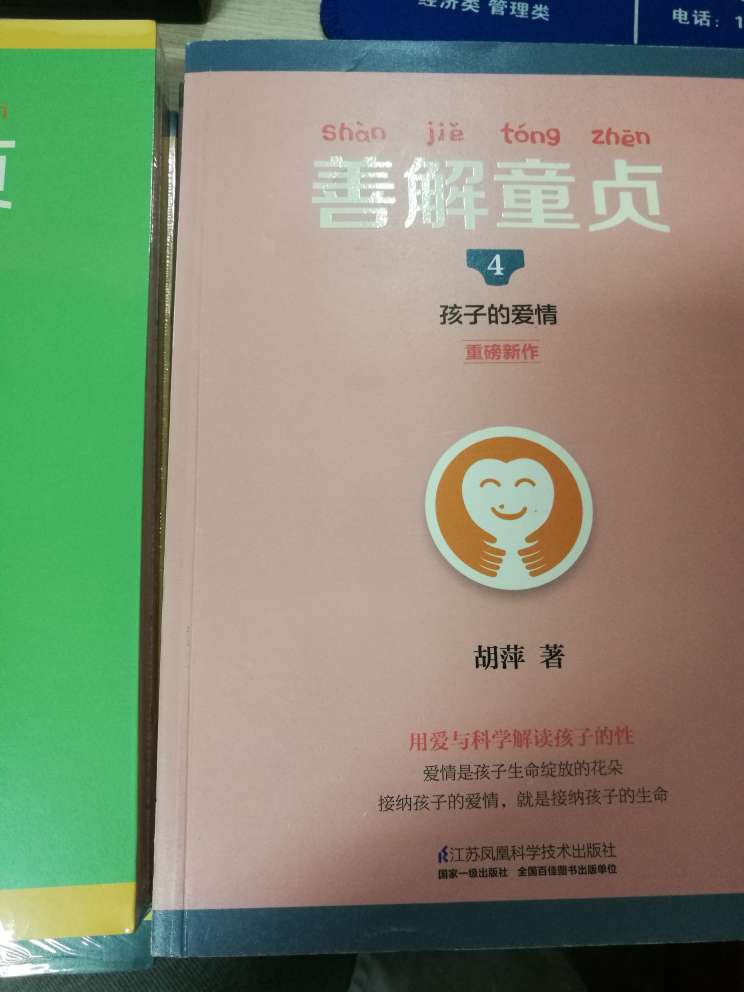 经济类 管理类
电话：1
shàn jiě tóng zhēn
善解童贞
4
孩子的爱情
重磅新作
胡萍 著
用爱与科学解读孩子的性
爱情是孩子生命绽放的花朵
接纳孩子的爱情，就是接纳孩子的生命
江苏凤凰科学技术出版社
国家一级出版社 全国百佳图书出版单位